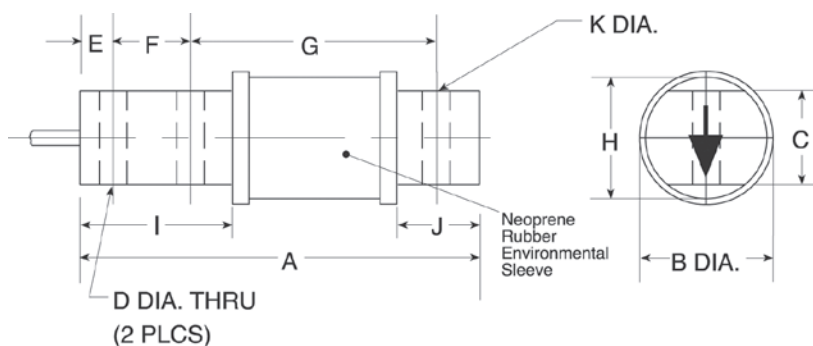 E
F
G
K DIA.
H
C
I
J
Neoprene
Rubber
Environmental
Sleeve
A
B DIA.
D DIA. THRU
(2 PLCS)